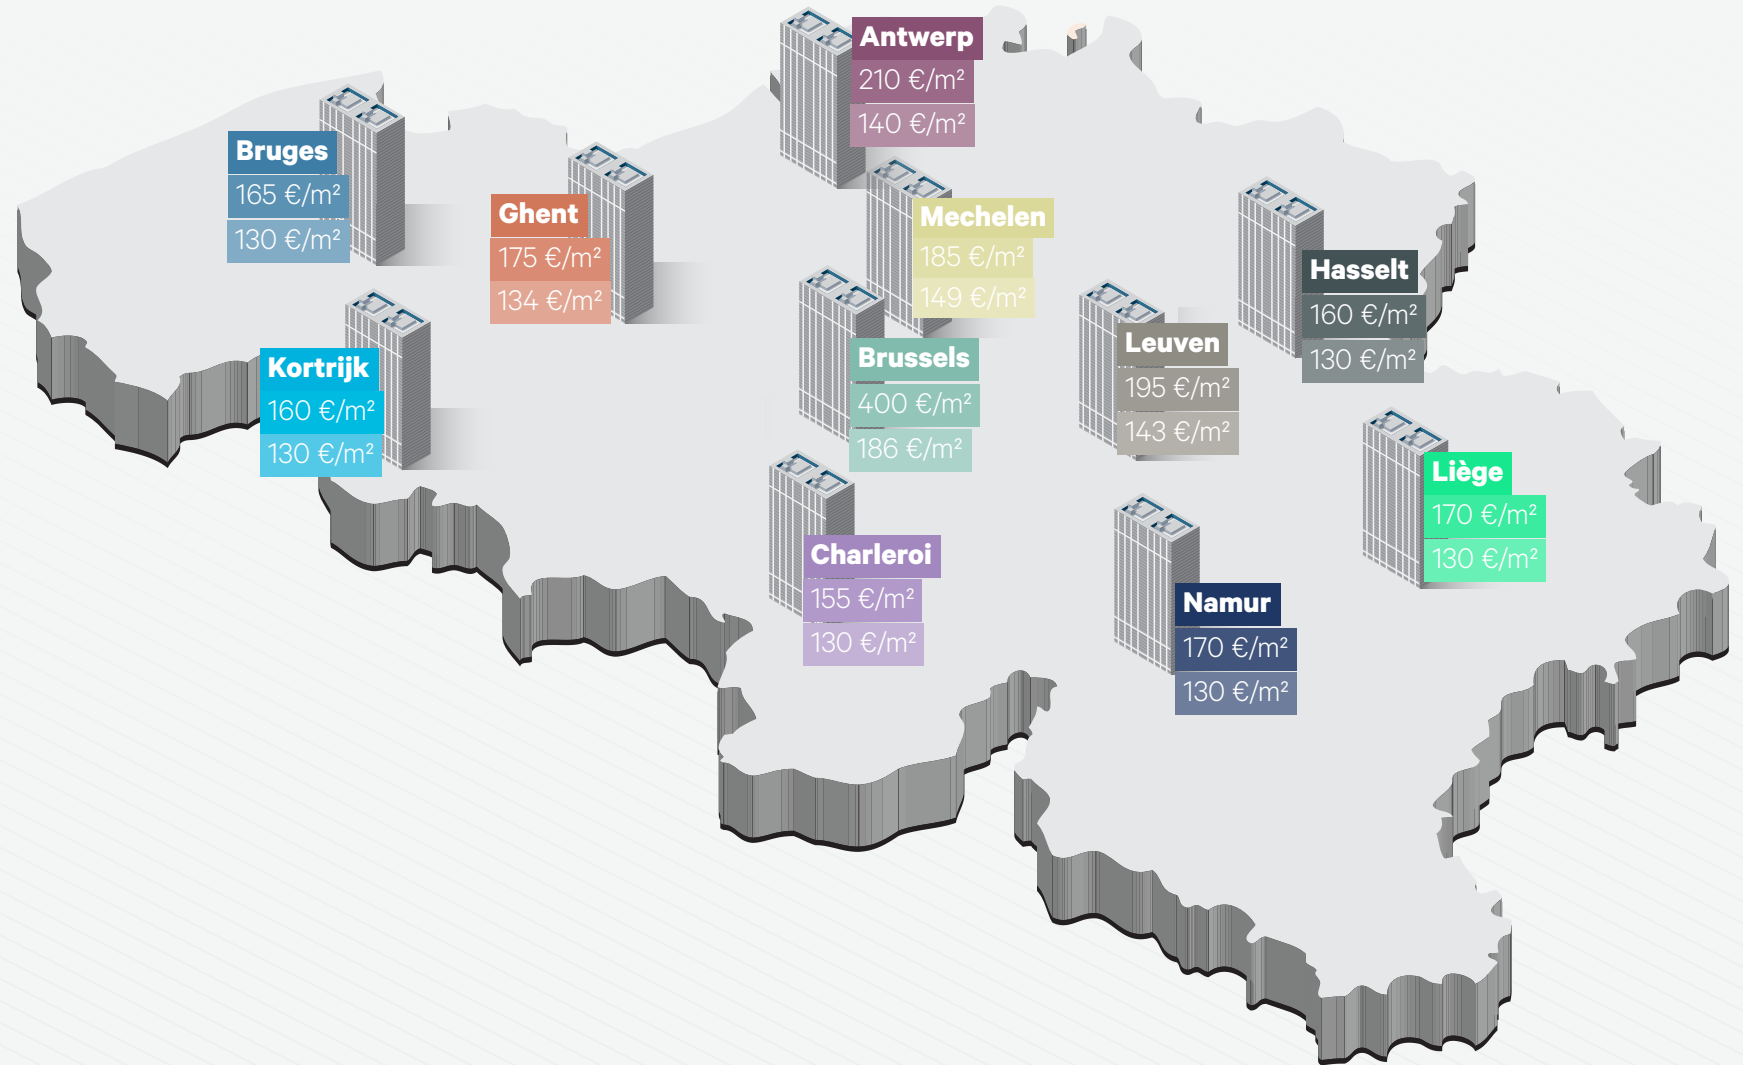 Antwerp
210 €/m²
140 €/m²
Bruges
165 €/m²
130 €/m²
Ghent
175 €/m²
134 €/m²
Mechelen
185 €/m²
149 €/m²
Hasselt
160 €/m²
130 €/m²
Kortrijk
160 €/m²
130 €/m²
Brussels
400 €/m²
186 €/m²
Leuven
195 €/m²
143 €/m²
Liège
170 €/m²
130 €/m²
Charleroi
155 €/m²
130 €/m²
Namur
170 €/m²
130 €/m²